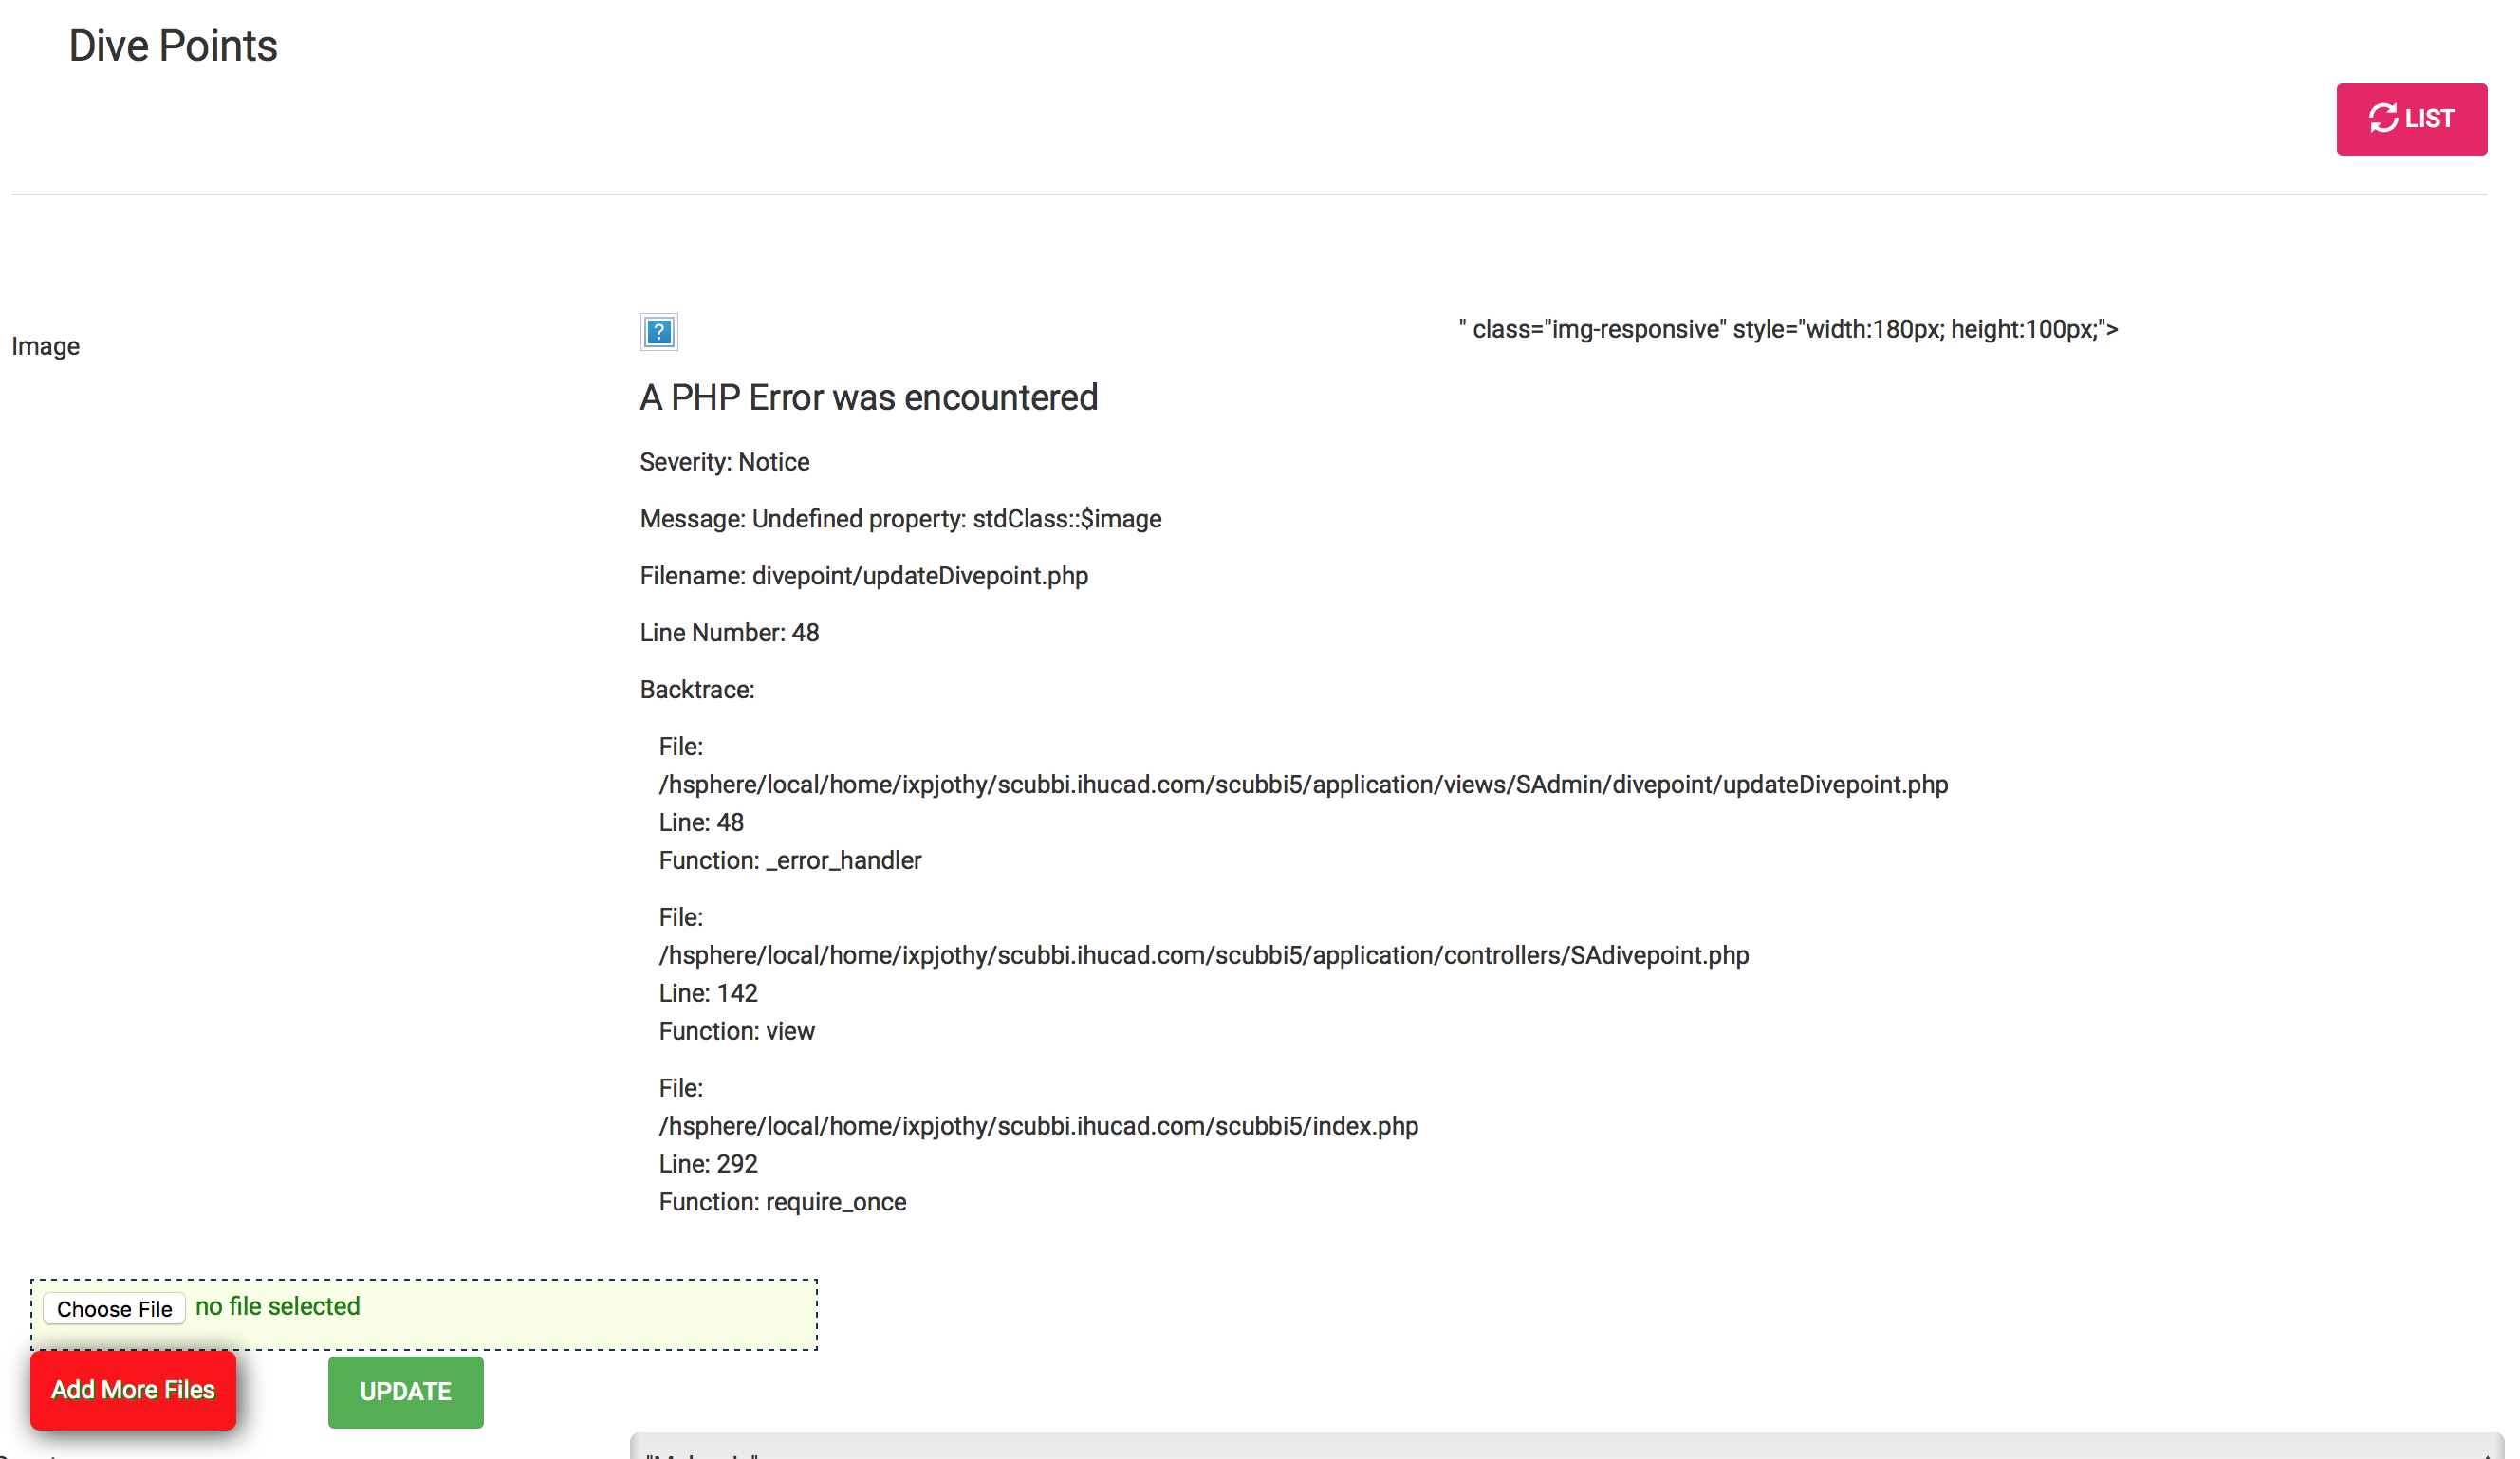 Dive Points
LIST
Image
?
" class="img-responsive" style="width:180px; height:100px;">
A PHP Error was encountered
Severity: Notice
Message: Undefined property: stdClass::$image
Filename: divepoint/updateDivepoint.php
Line Number: 48
Backtrace:
File:
/hsphere/local/home/ixpjothy/scubbi.ihucad.com/scubbi5/application/views/SAdmin/divepoint/updateDivepoint.php
Line: 48
Function: _error_handler
File:
/hsphere/local/home/ixpjothy/scubbi.ihucad.com/scubbi5/application/controllers/SAdivepoint.php
Line: 142
Function: view
File:
/hsphere/local/home/ixpjothy/scubbi.ihucad.com/scubbi5/index.php
Line: 292
Function: require_once
Choose File no file selected
Add More Files
UPDATE